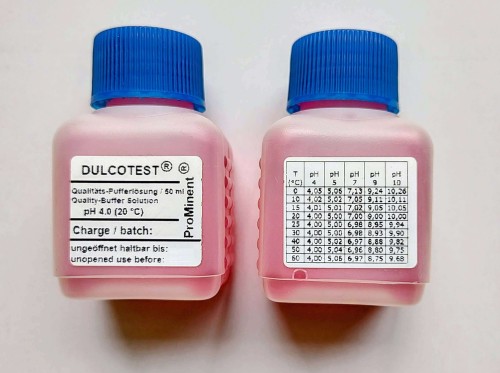 DULCOTEST® ®
Qualitäts-Pufferlösung / 50 ml
Quality-Buffer Solution
pH 4.0 (20 °C)
Charge / batch:
ungeöffnet haltbar bis:
unopened use before:
ProMinent
T (°C) pH 4 pH 5 pH 7 pH 9 pH 10
0 4,05 5,06 7,13 9,24 10,26
10 4,02 5,02 7,05 9,11 10,11
15 4,01 5,01 7,02 9,05 10,05
20 4,00 5,00 7,00 9,00 10,00
25 4,00 5,00 6,98 8,95 9,94
30 4,00 5,00 6,98 8,93 9,90
40 4,00 5,02 6,97 8,88 9,82
50 4,00 5,04 6,96 8,80 9,75
60 4,00 5,06 6,97 8,75 9,68